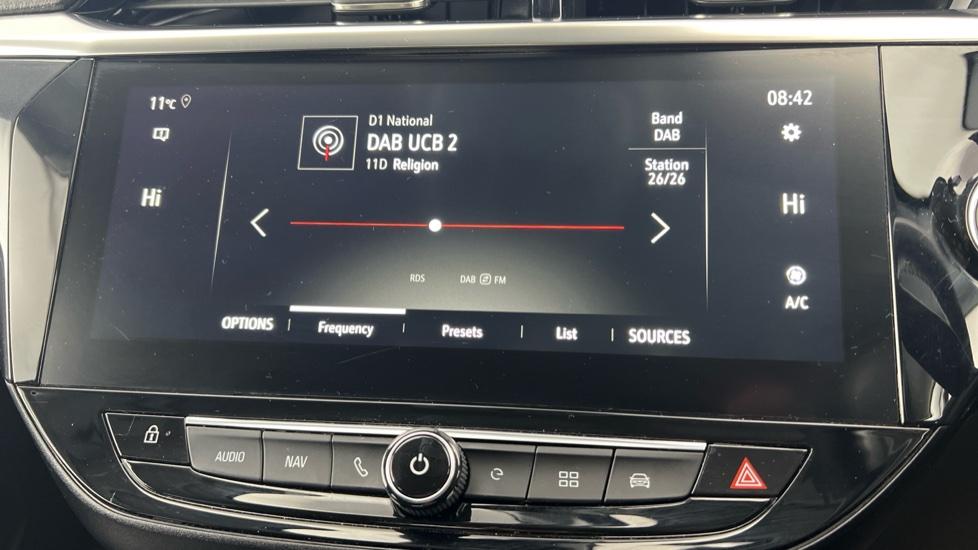 11°C
08:42
D1 National
DAB UCB 2
11D Religion
Band
DAB
Station
26/26
Hi
Hi
RDS
DAB FM
A/C
OPTIONS
Frequency
Presets
List
SOURCES
AUDIO
NAV